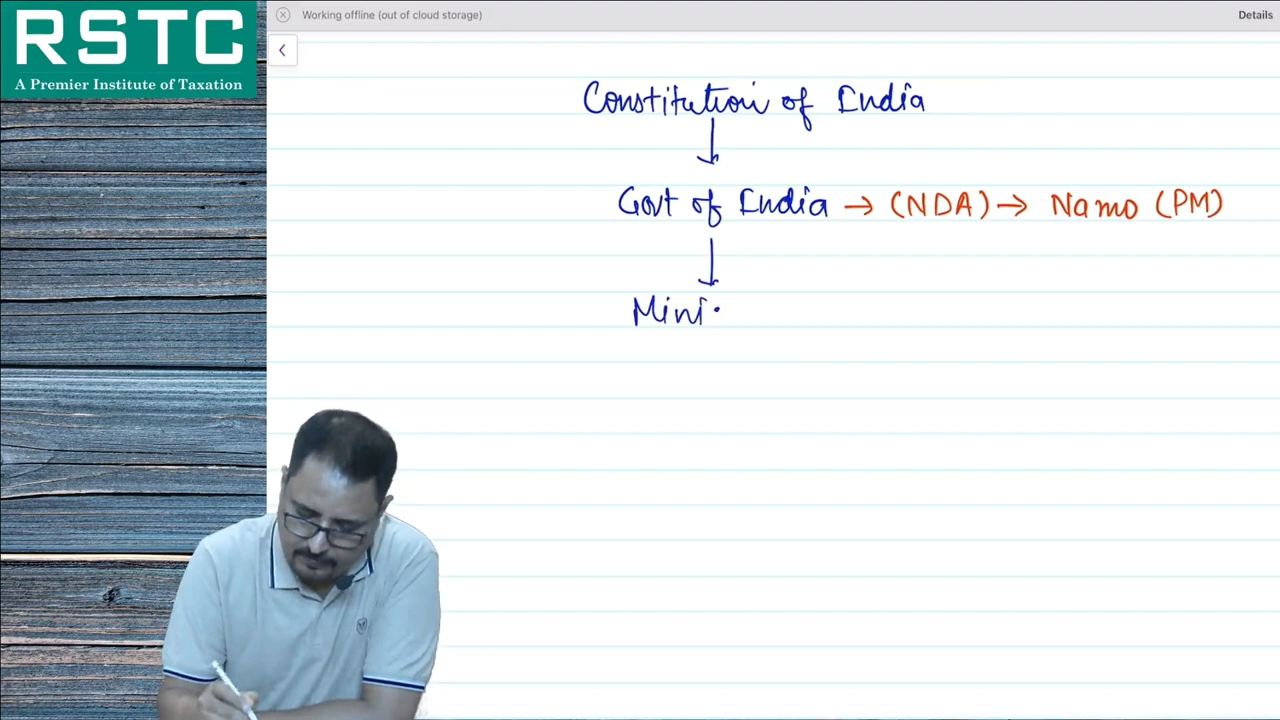 RSTC
A Premier Institute of Taxation
Working offline (out of cloud storage)
Details
Constitution of India
Govt of India → (NDA) → Namo (PM)
Mini